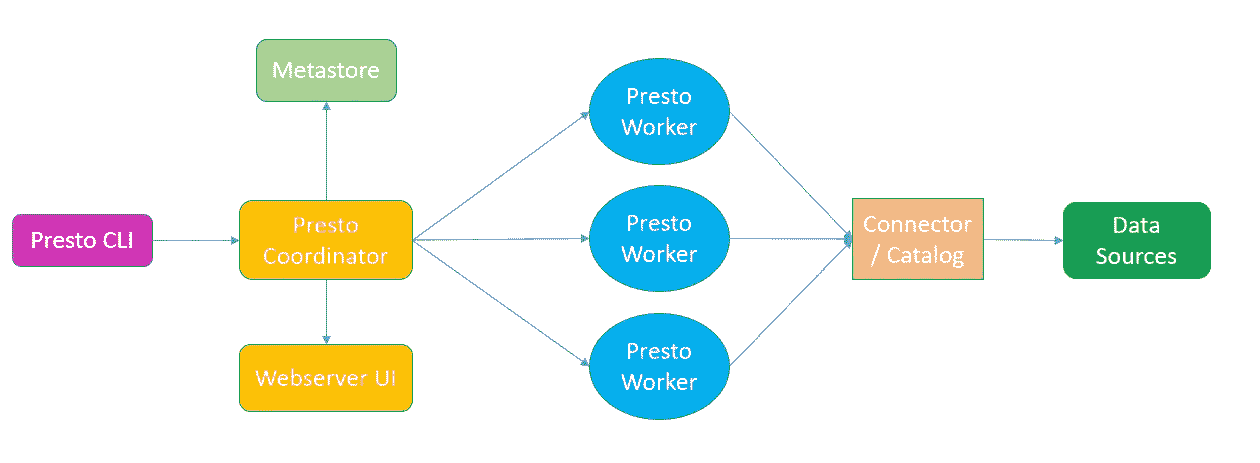 Metastore
Presto
Worker
Presto CLI
Presto
Coordinator
Presto
Worker
Connector
/ Catalog
Data
Sources
Webserver UI
Presto
Worker